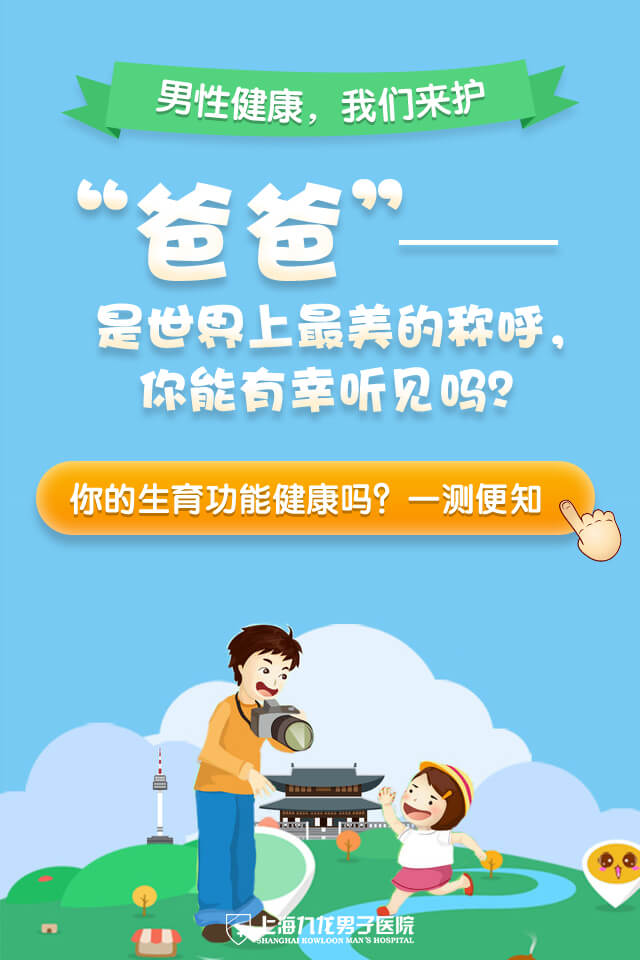 男性健康，我们来护
“爸爸”——
是世界上最美的称呼，
你能有幸听见吗？
你的生育功能健康吗？一测便知
上海九龙男子医院
SHANGHAI KOWLOON MAN'S HOSPITAL